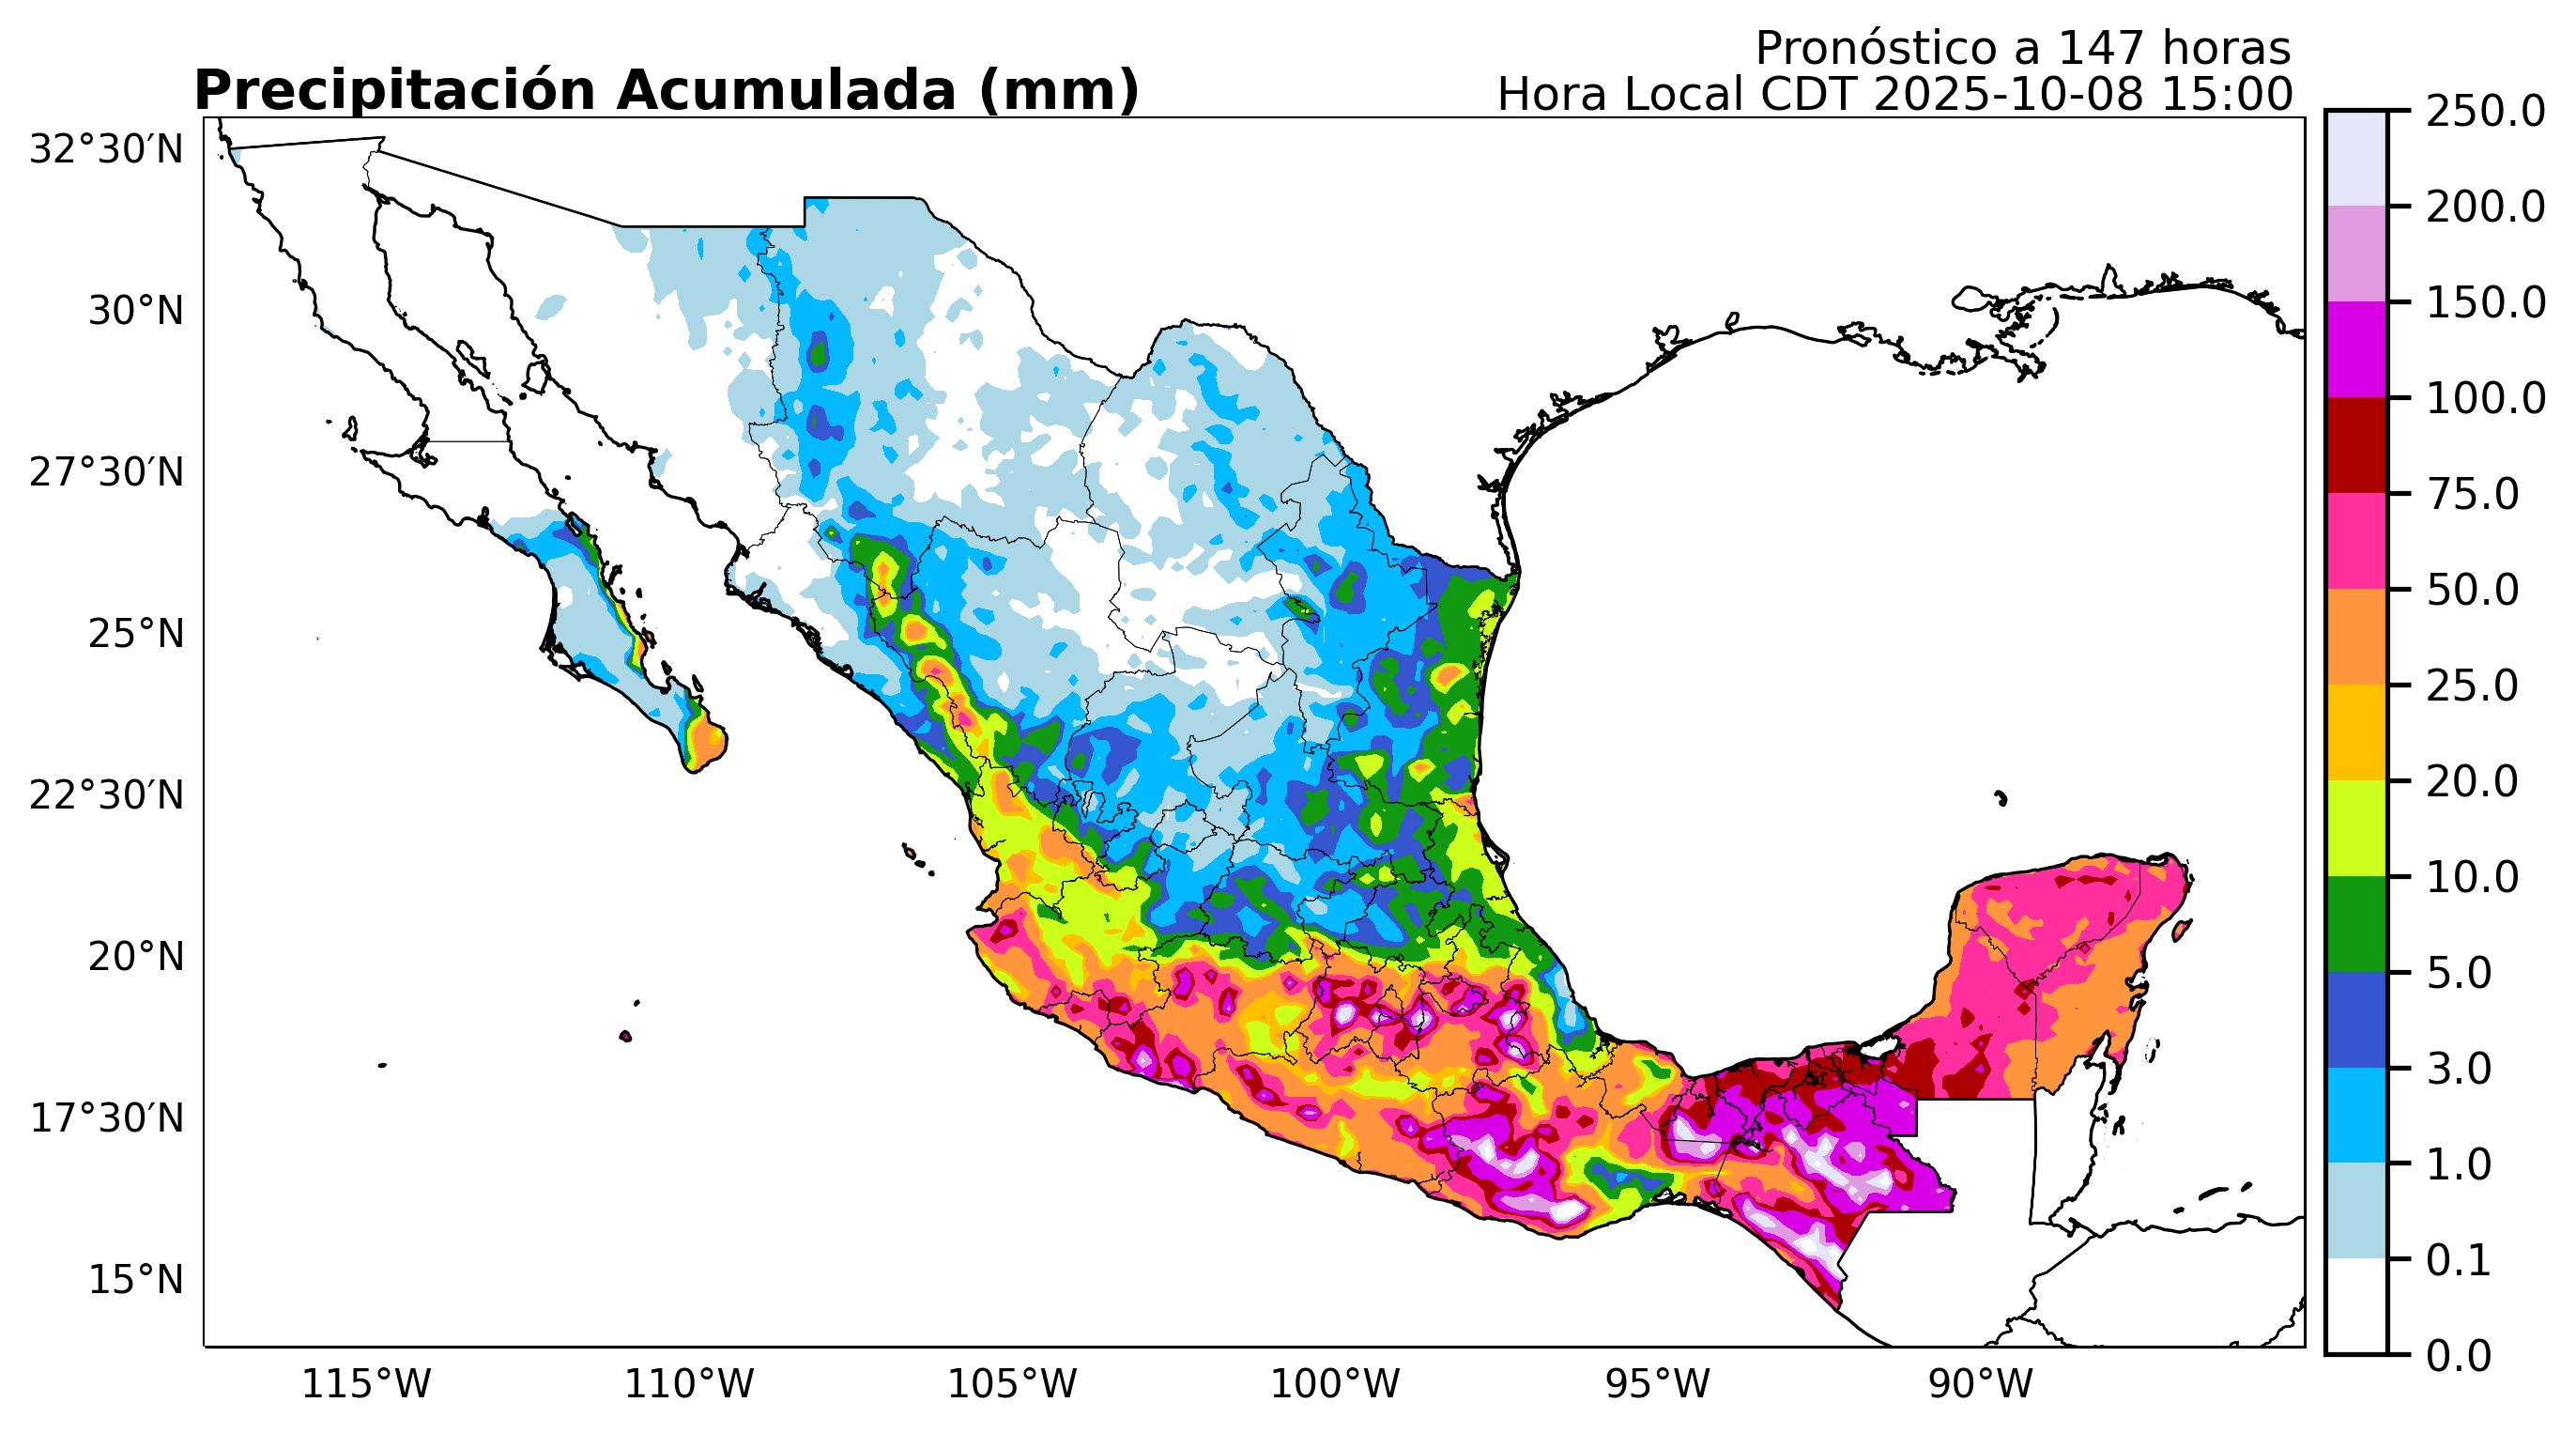 Pronóstico a 147 horas
Precipitación Acumulada (mm)
Hora Local CDT 2025-10-08 15:00
32°30′N
30°N
27°30′N
25°N
22°30′N
20°N
17°30′N
15°N
115°W
110°W
105°W
100°W
95°W
90°W
250.0
200.0
150.0
100.0
75.0
50.0
25.0
20.0
10.0
5.0
3.0
1.0
0.1
0.0